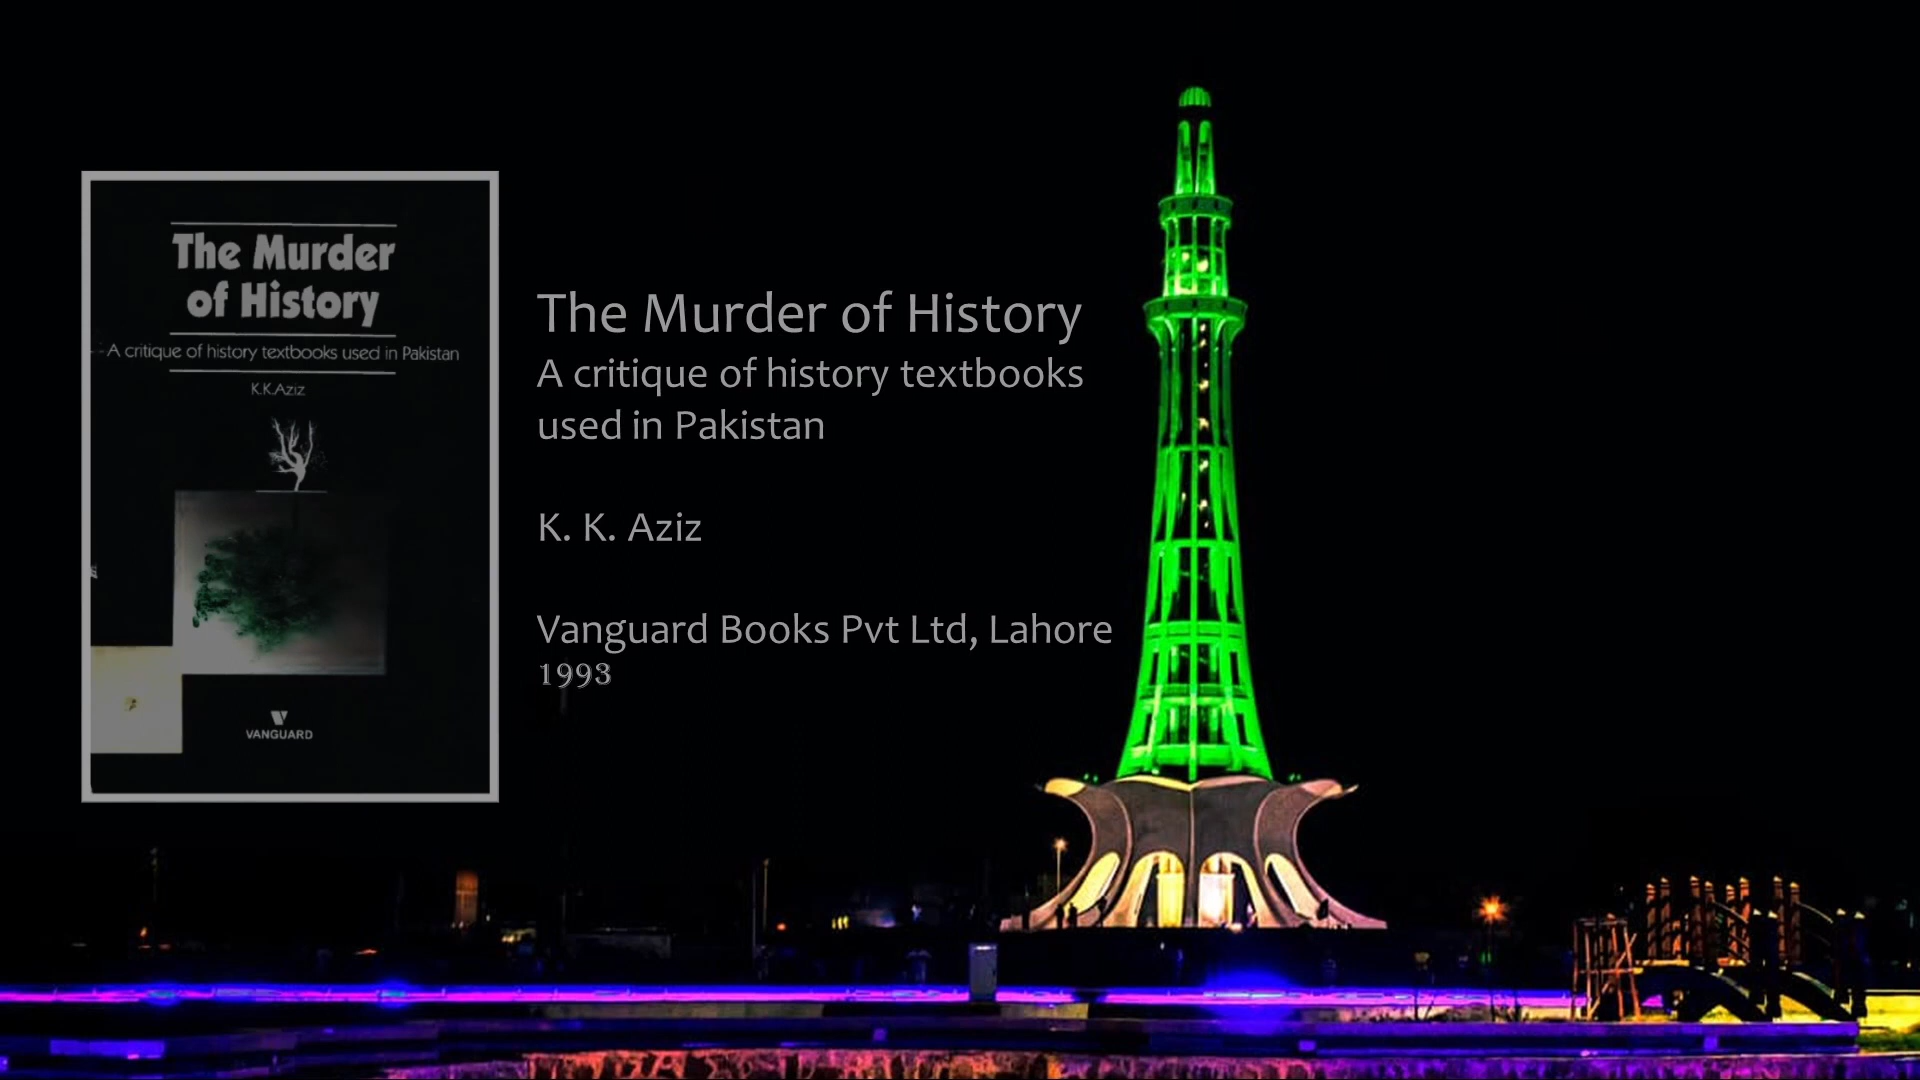 The Murder
of History
A critique of history textbooks used in Pakistan
K.K.Aziz
VANGUARD
The Murder of History
A critique of history textbooks
used in Pakistan
K. K. Aziz
Vanguard Books Pvt Ltd, Lahore
1993